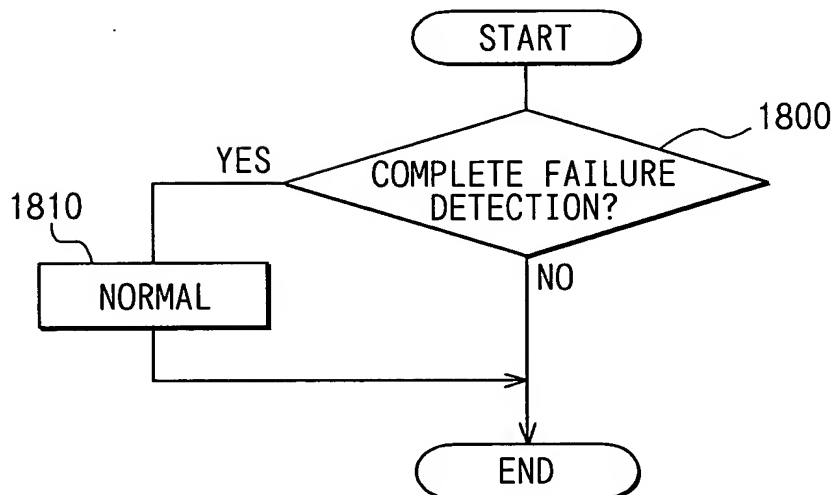 START
1800
YES
COMPLETE FAILURE
DETECTION?
1810
NORMAL
NO
END